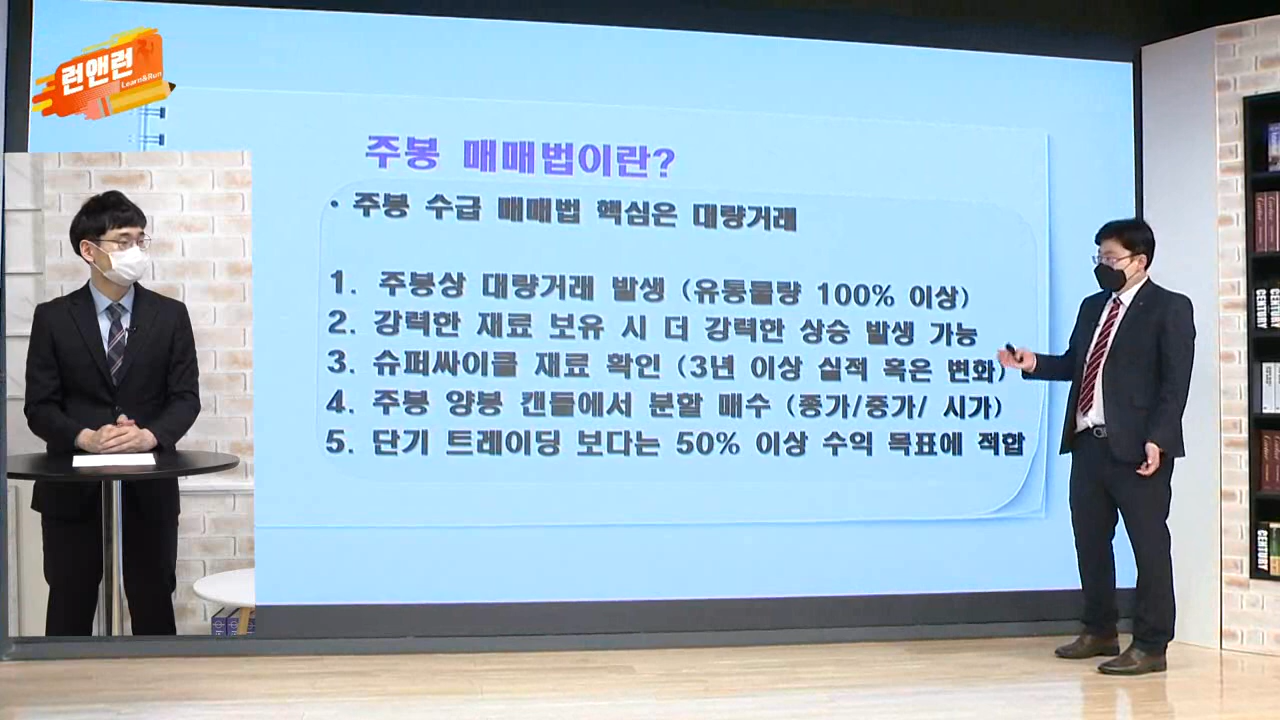 런앤런
Learn&Run
주봉 매매법이란?
• 주봉 수급 매매법 핵심은 대량거래
1. 주봉상 대량거래 발생 (유통물량 100% 이상)
2. 강력한 재료 보유 시 더 강력한 상승 발생 가능
3. 슈퍼싸이클 재료 확인 (3년 이상 실적 혹은 변화)
4. 주봉 양봉 캔들에서 분할 매수 (종가/중가/ 시가)
5. 단기 트레이딩 보다는 50% 이상 수익 목표에 적합
CENTURY